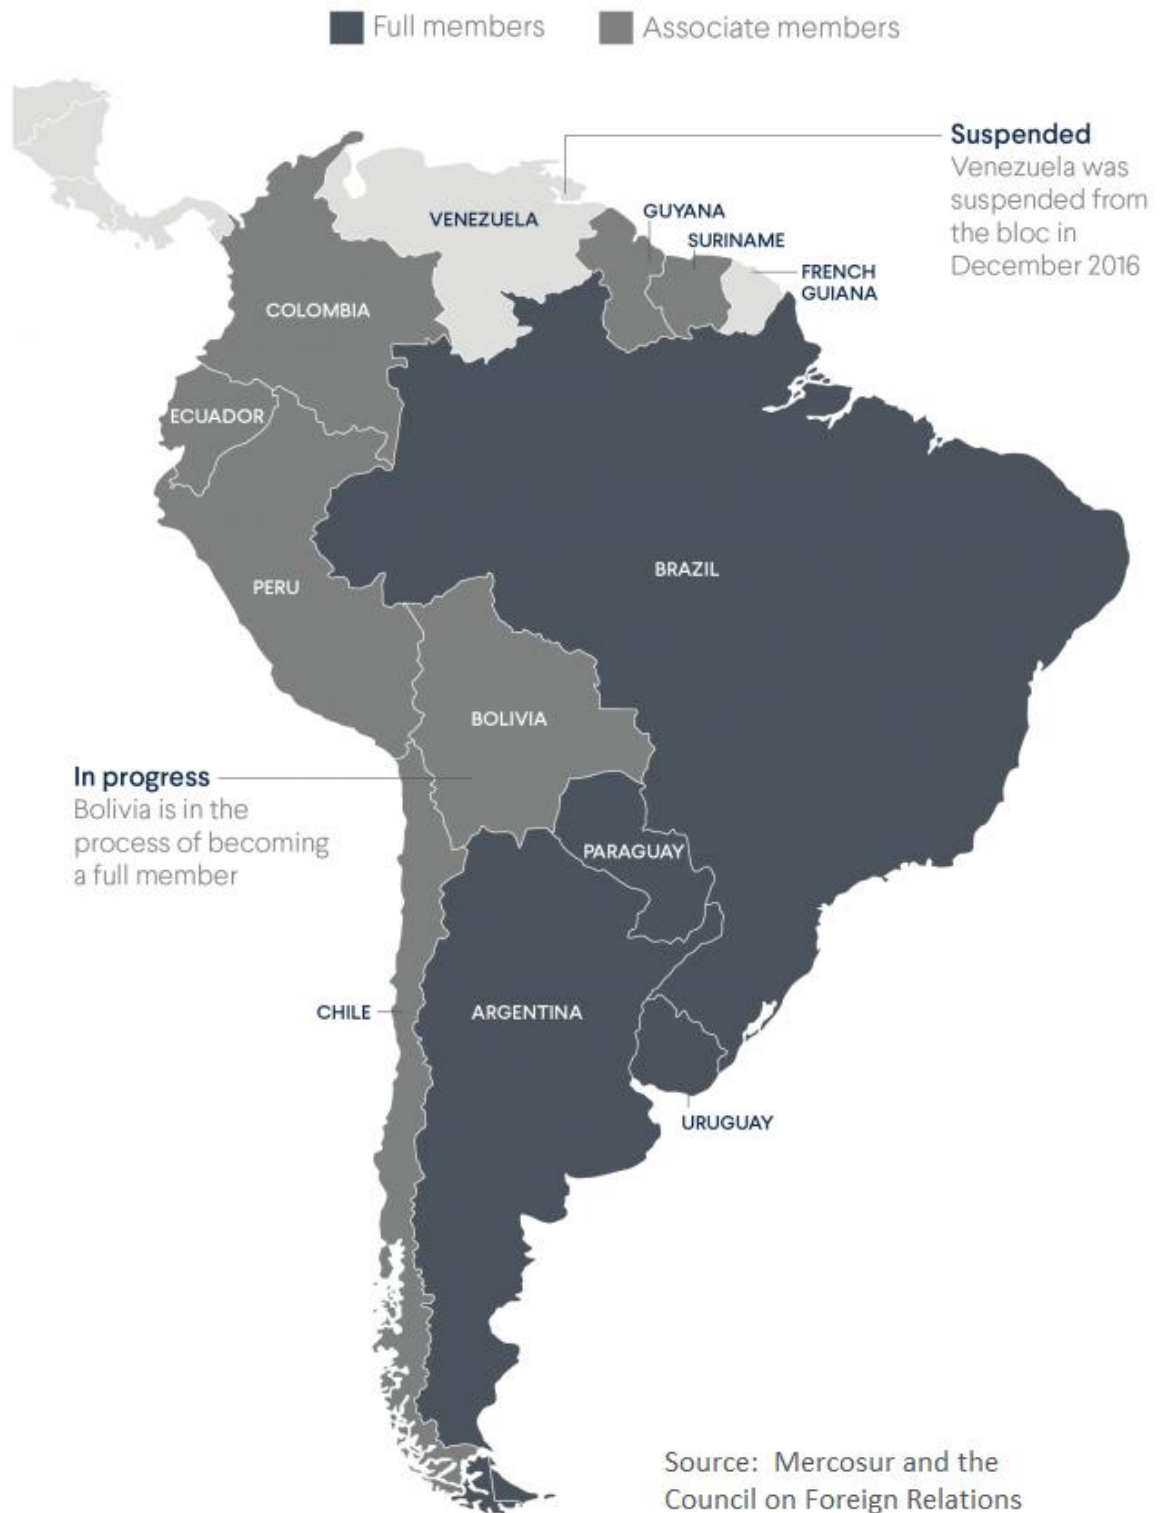 Full members
Associate members
Suspended
Venezuela was
suspended from
the bloc in
December 2016
VENEZUELA
GUYANA
SURINAME
FRENCH
GUIANA
COLOMBIA
ECUADOR
BRAZIL
PERU
BOLIVIA
In progress
Bolivia is in the
process of becoming
a full member
PARAGUAY
CHILE
ARGENTINA
URUGUAY
Source: Mercosur and the
Council on Foreign Relations